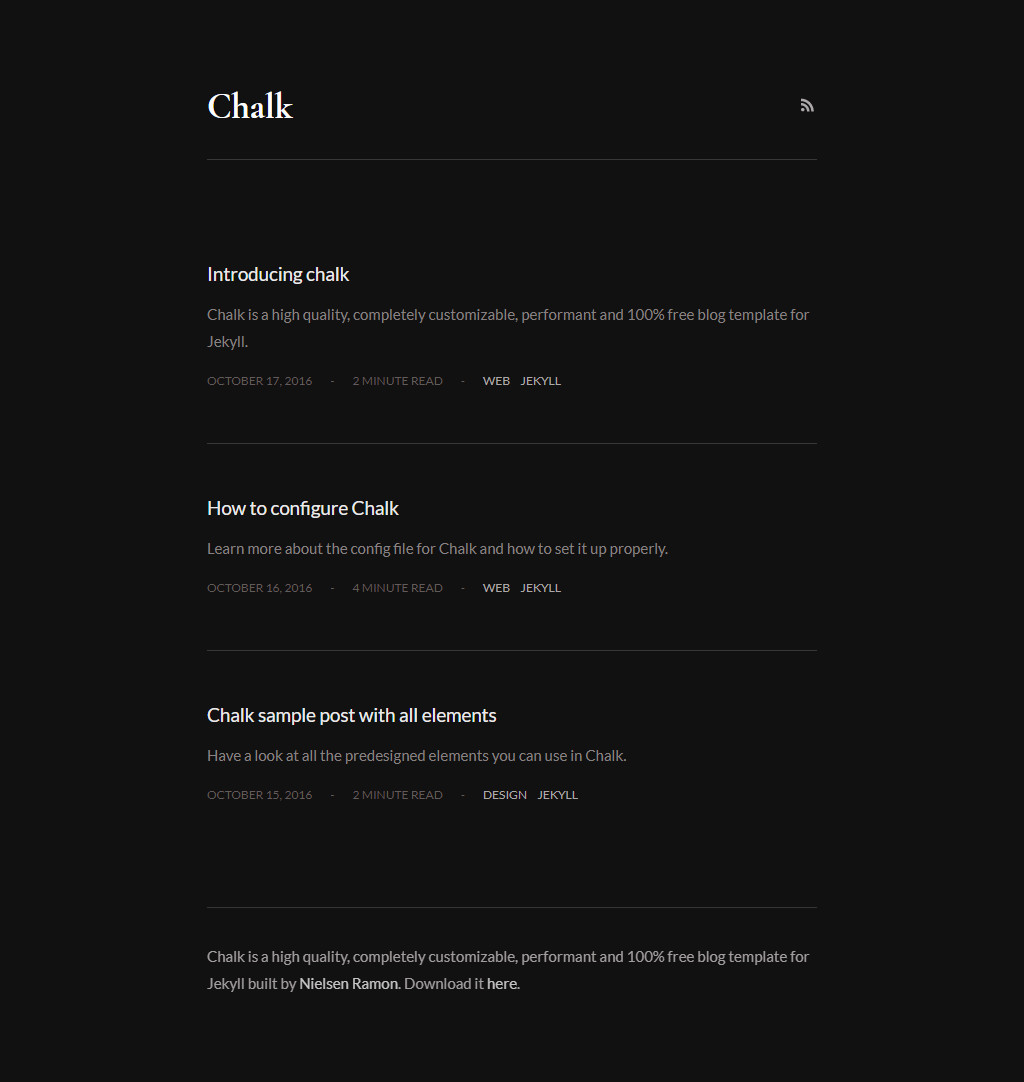 Chalk
Introducing chalk
Chalk is a high quality, completely customizable, performant and 100% free blog template for
Jekyll.
OCTOBER 17, 2016 - 2 MINUTE READ - WEB JEKYLL
How to configure Chalk
Learn more about the config file for Chalk and how to set it up properly.
OCTOBER 16, 2016 - 4 MINUTE READ - WEB JEKYLL
Chalk sample post with all elements
Have a look at all the predesigned elements you can use in Chalk.
OCTOBER 15, 2016 - 2 MINUTE READ - DESIGN JEKYLL
Chalk is a high quality, completely customizable, performant and 100% free blog template for
Jekyll built by Nielsen Ramon. Download it here.